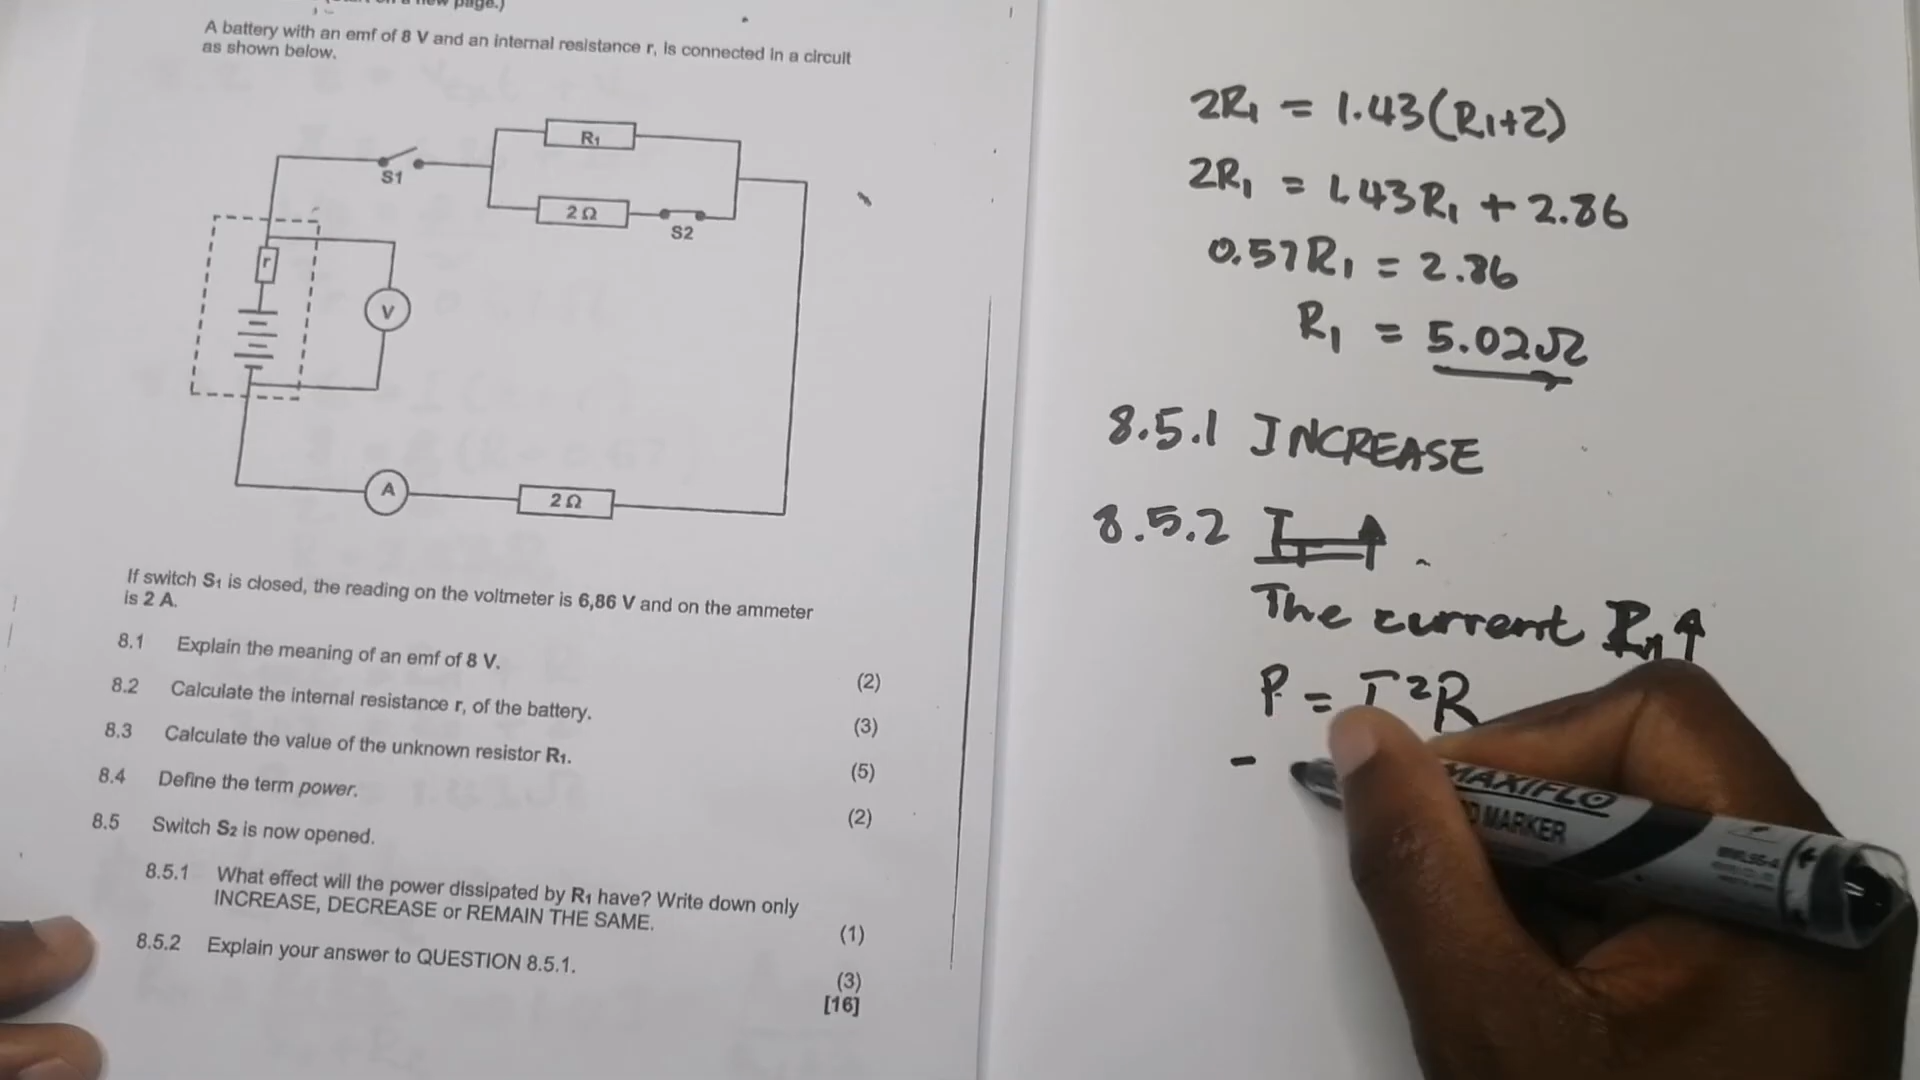 new page.)
A battery with an emf of 8 V and an internal resistance r, is connected in a circuit
as shown below.
R1
S1
2 Ω
S2
r
V
A
2 Ω
If switch S1 is closed, the reading on the voltmeter is 6,86 V and on the ammeter
is 2 A.
8.1 Explain the meaning of an emf of 8 V. (2)
8.2 Calculate the internal resistance r, of the battery. (3)
8.3 Calculate the value of the unknown resistor R1. (5)
8.4 Define the term power. (2)
8.5 Switch S2 is now opened.
8.5.1 What effect will the power dissipated by R1 have? Write down only
INCREASE, DECREASE or REMAIN THE SAME. (1)
8.5.2 Explain your answer to QUESTION 8.5.1. (3)
[16]
2R1 = 1.43(R1+2)
2R1 = 1.43R1 + 2.86
0.57R1 = 2.86
R1 = 5.02Ω
8.5.1 INCREASE
8.5.2
The current ↑
P = I²R
-
MAXIFLO
MARKER